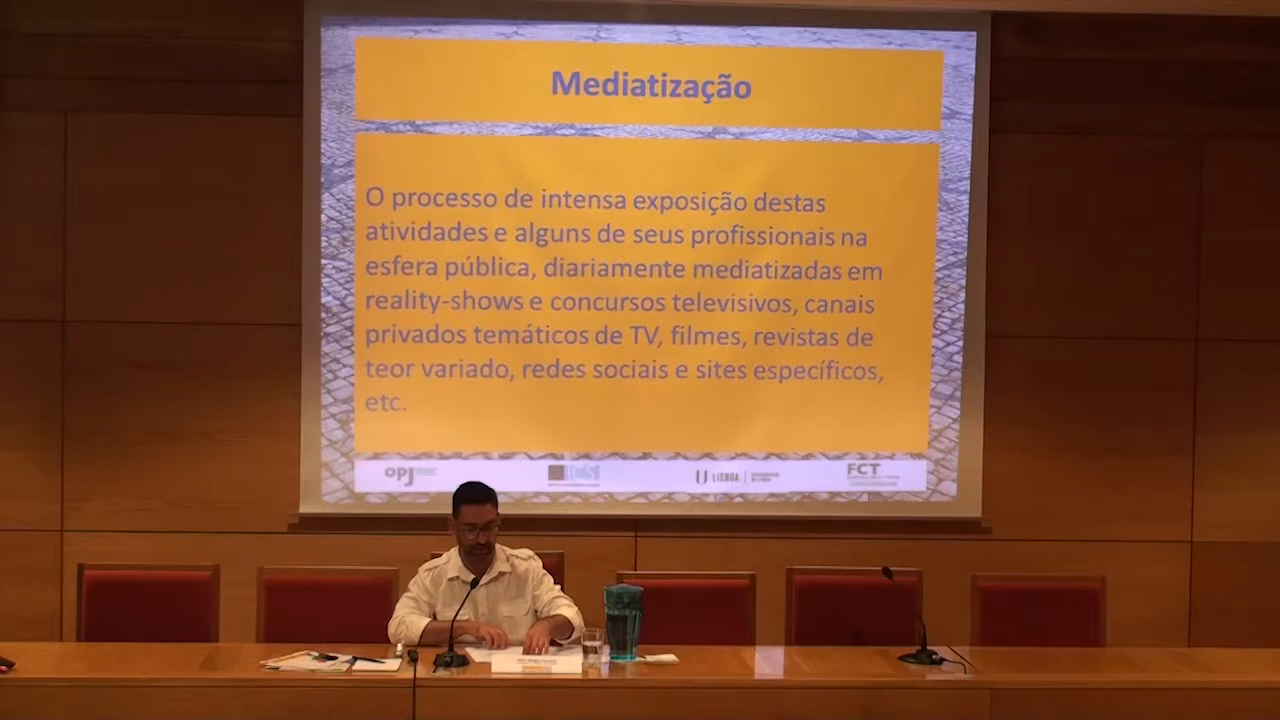 Mediatização
O processo de intensa exposição destas
atividades e alguns de seus profissionais na
esfera pública, diariamente mediatizadas em
reality-shows e concursos televisivos, canais
privados temáticos de TV, filmes, revistas de
teor variado, redes sociais e sites específicos,
etc.
OPJ
LISBOA
FCT